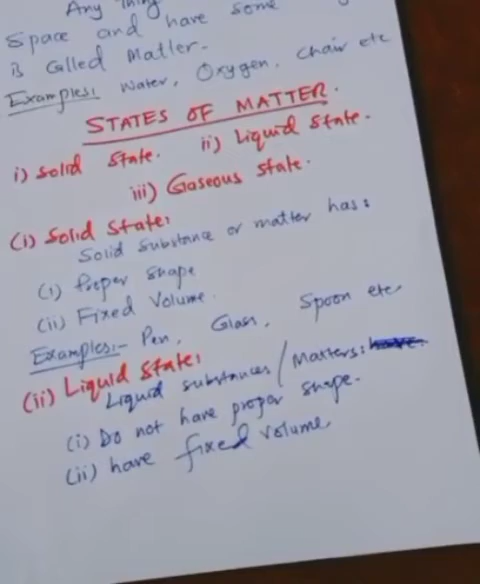 Any Thing
Space and have some
is Called Matter.
Examples: Water, Oxygen, Chair etc
STATES OF MATTER.
i) Solid State. ii) Liquid State.
iii) Gaseous State.
(i) Solid State:
Solid Substance or matter has:
(i) Proper Shape
(ii) Fixed Volume.
Examples:- Pen, Glass, Spoon etc
(ii) Liquid State:
Liquid substances / Matters:
(i) Do not have proper shape.
(ii) have fixed volume.